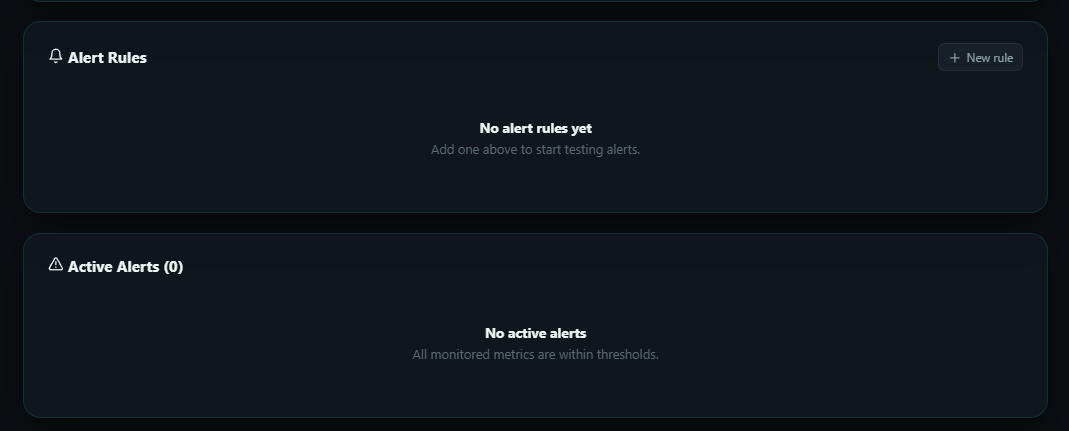 Alert Rules
New rule
No alert rules yet
Add one above to start testing alerts.
Active Alerts (0)
No active alerts
All monitored metrics are within thresholds.